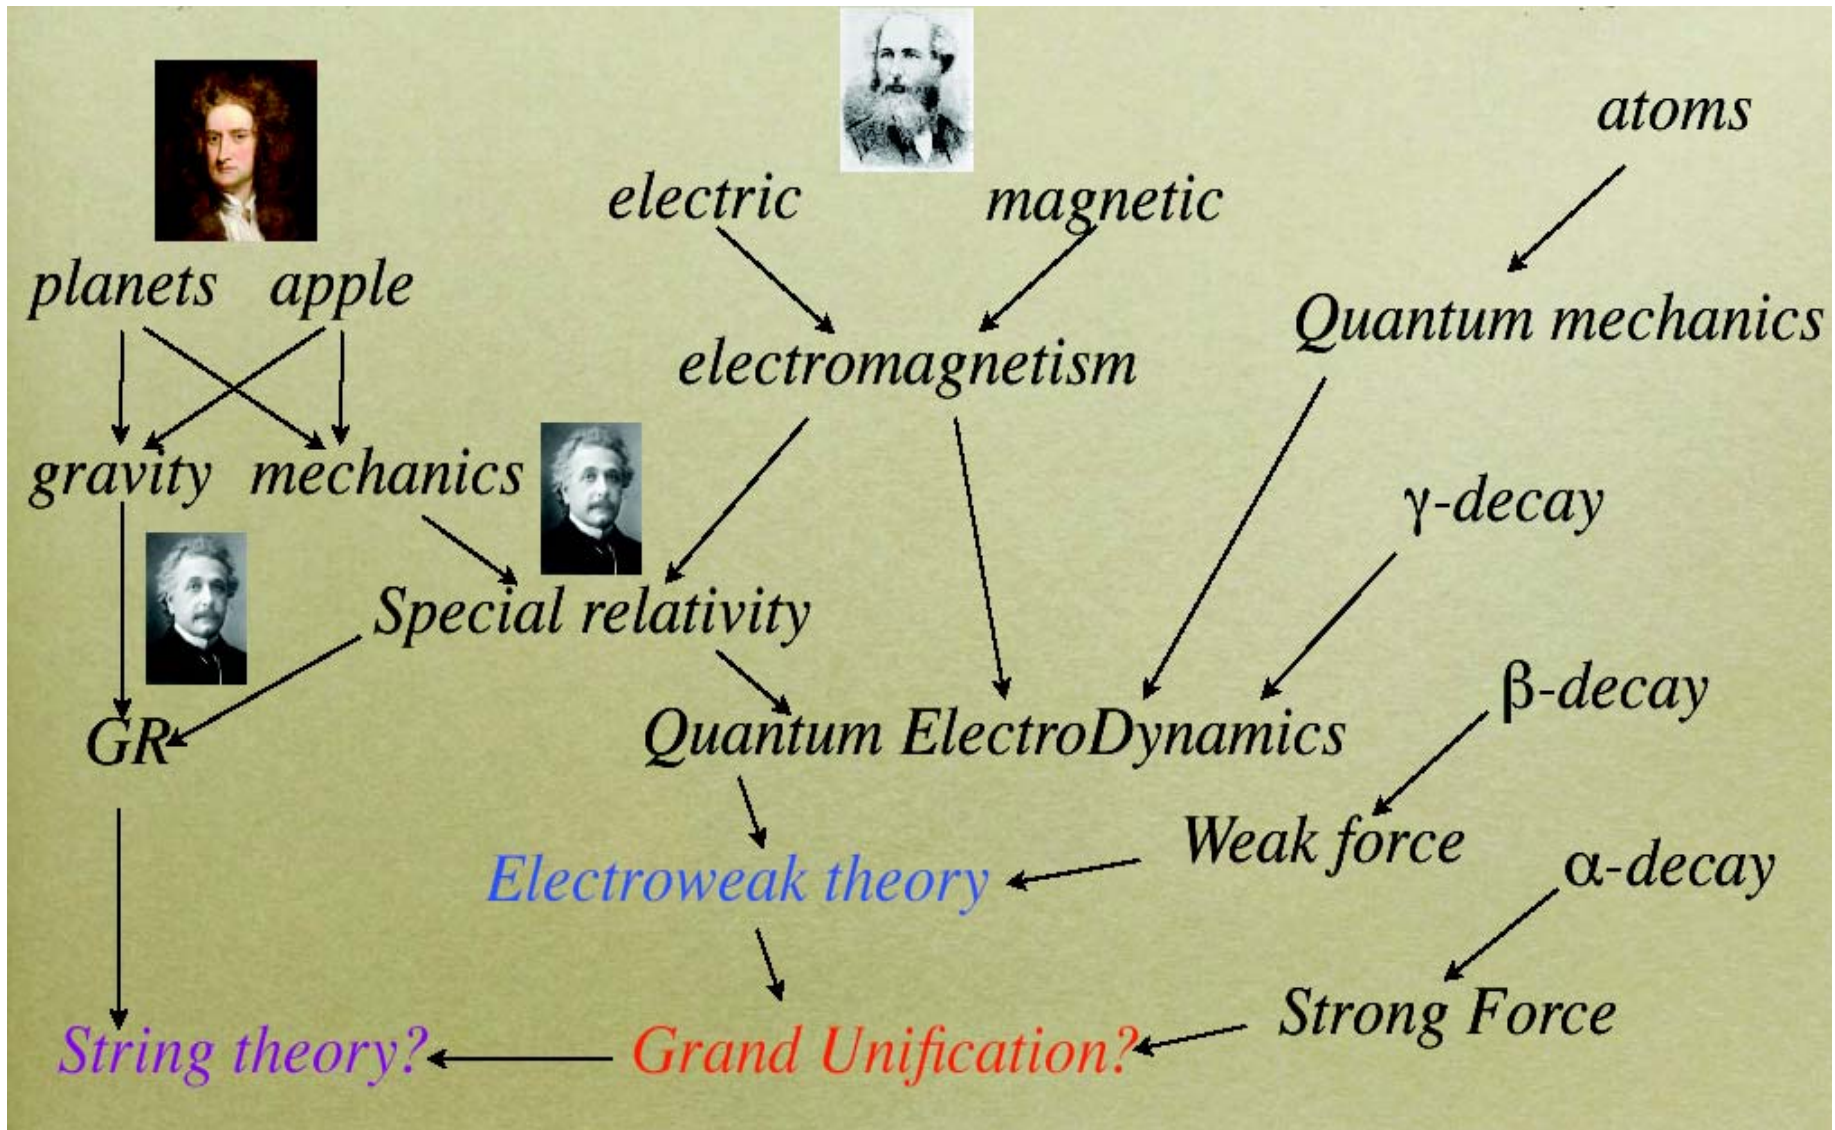 atoms
electric
magnetic
planets
apple
Quantum mechanics
electromagnetism
gravity
mechanics
γ-decay
Special relativity
β-decay
GR
Quantum ElectroDynamics
Weak force
Electroweak theory
α-decay
Strong Force
String theory?
Grand Unification?